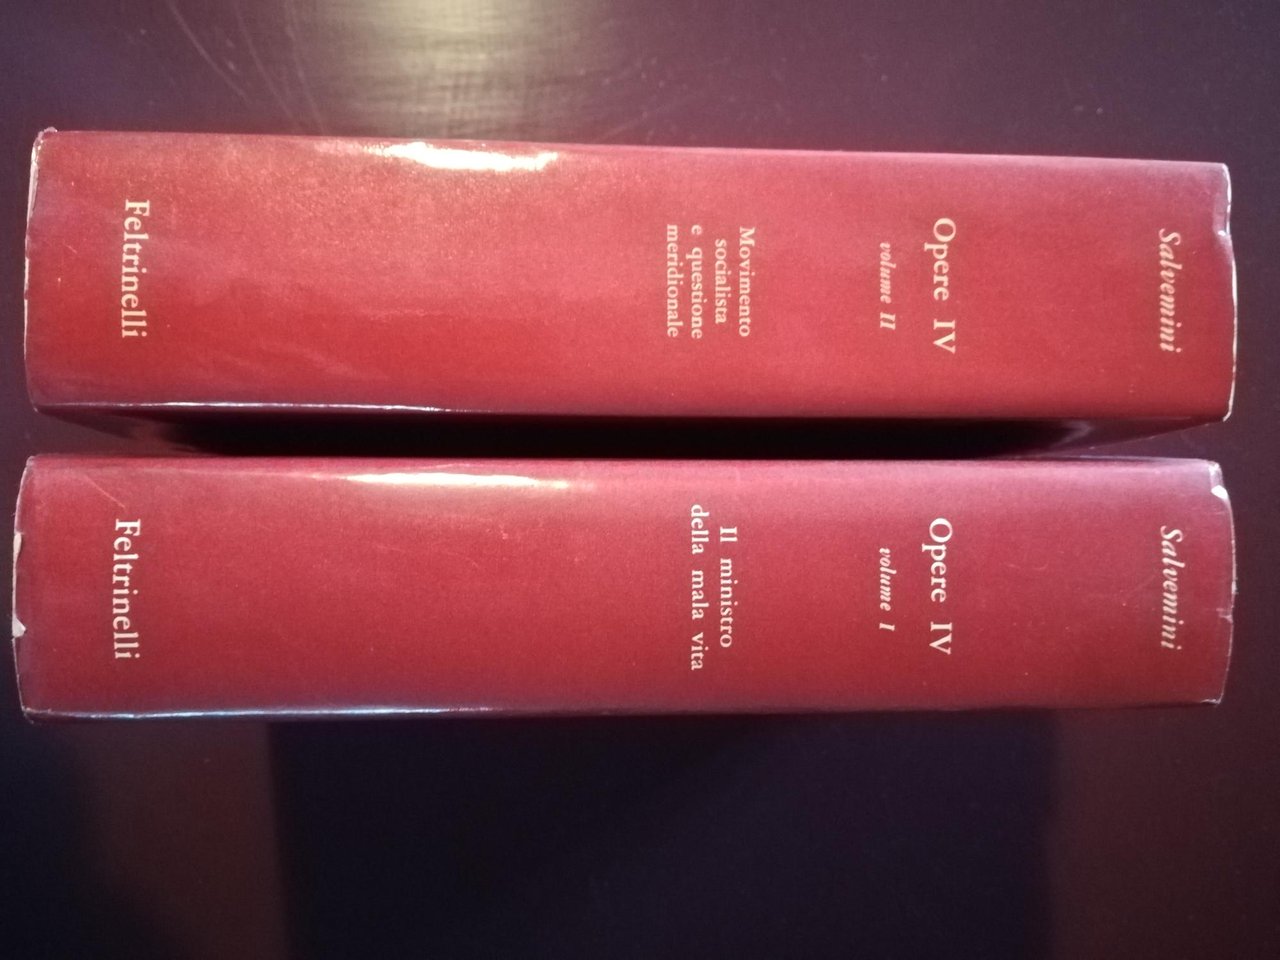 Salvemini
Opere IV
volume II
Movimento
socialista
e questione
meridionale
Feltrinelli
Salvemini
Opere IV
volume I
Il ministro
della mala vita
Feltrinelli